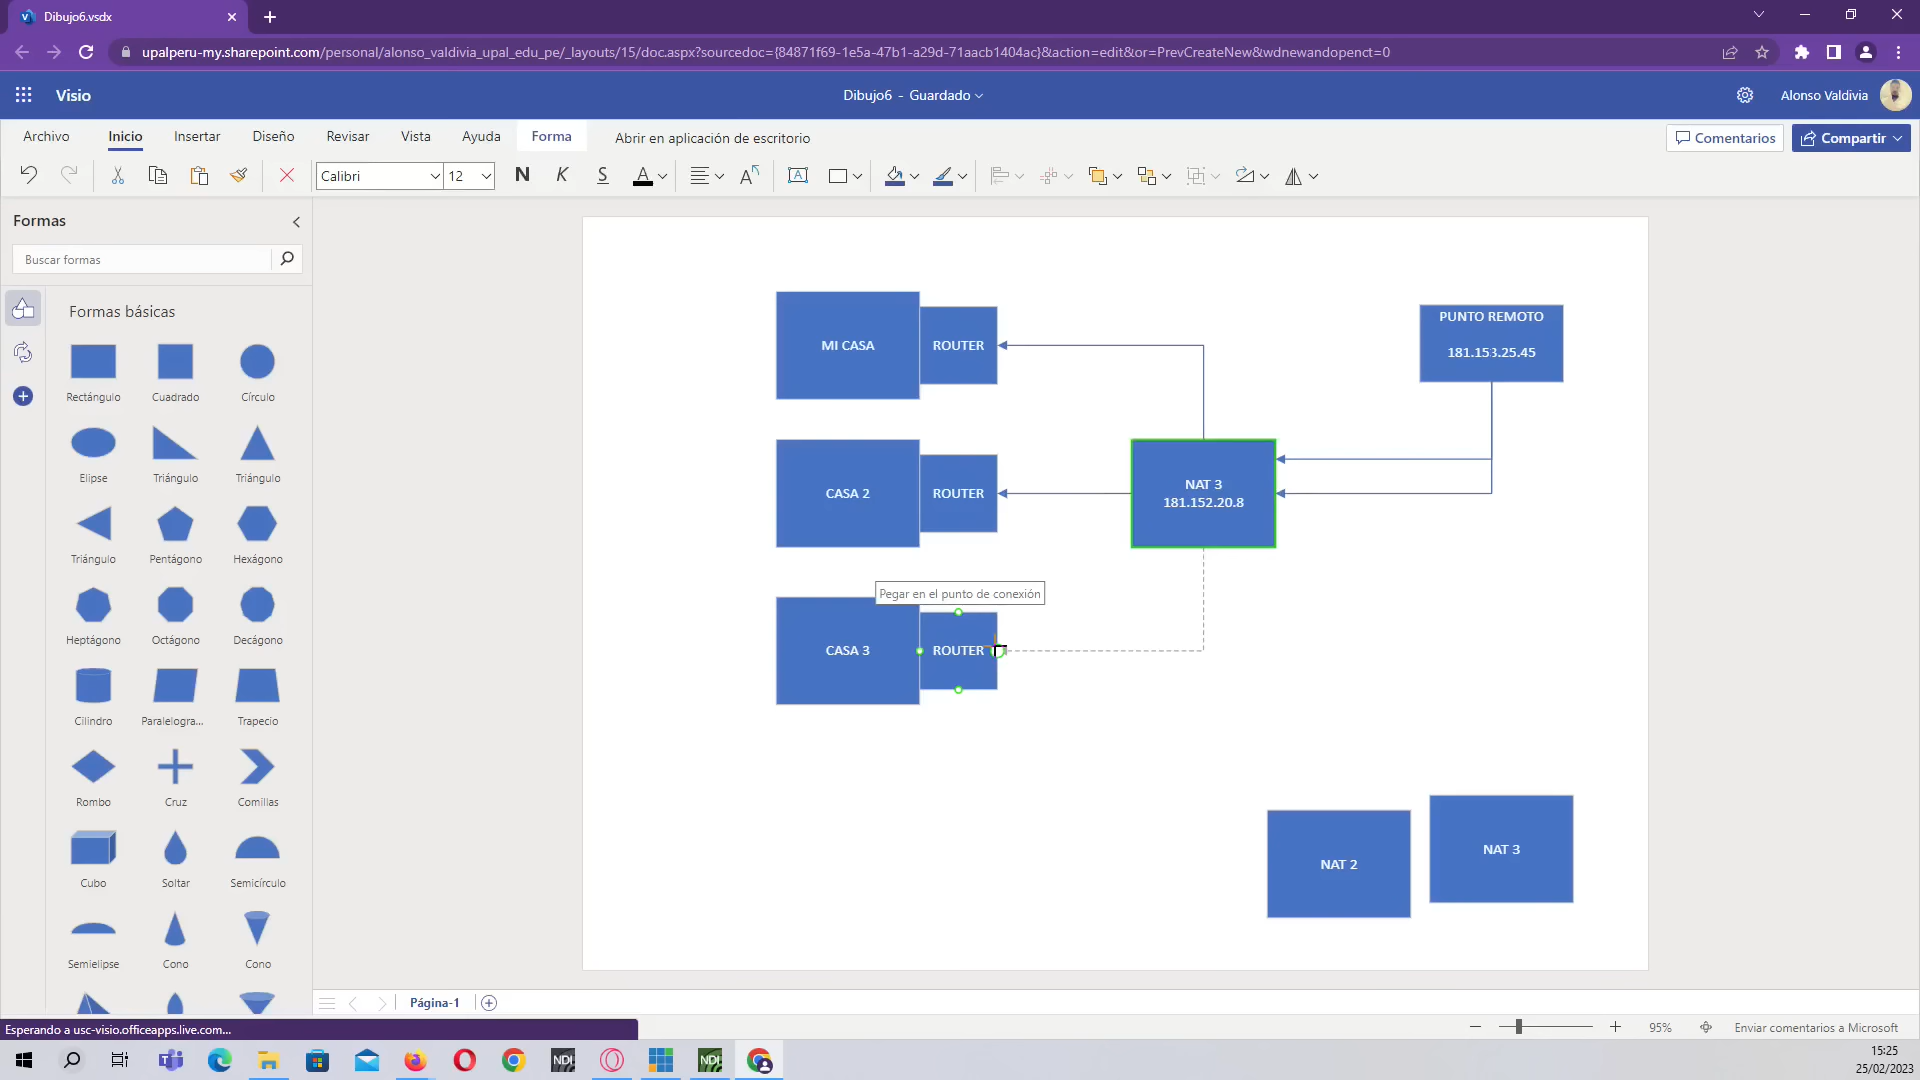 Dibujo6.vsdx
upalperu-my.sharepoint.com/personal/alonso_valdivia_upal_edu_pe/_layouts/15/doc.aspx?sourcedoc={84871f69-1e5a-47b1-a29d-71aacb1404ac}&action=edit&or=PrevCreateNew&wdnewandopenct=0
Visio
Dibujo6 - Guardado
Alonso Valdivia
Archivo Inicio Insertar Diseño Revisar Vista Ayuda Forma Abrir en aplicación de escritorio
Comentarios Compartir
Calibri 12 N K S A A A
Formas
Buscar formas
Formas básicas
Rectángulo Cuadrado Círculo
Elipse Triángulo Triángulo
Triángulo Pentágono Hexágono
Heptágono Octágono Decágono
Cilindro Paralelogra... Trapecio
Rombo Cruz Comillas
Cubo Soltar Semicírculo
Semielipse Cono Cono
MI CASA ROUTER
PUNTO REMOTO
181.153.25.45
CASA 2 ROUTER
NAT 3
181.152.20.8
Pegar en el punto de conexión
CASA 3 ROUTER
NAT 2
NAT 3
Página-1
Esperando a usc-visio.officeapps.live.com...
95% Enviar comentarios a Microsoft
NDI NDI
15:25
25/02/2023